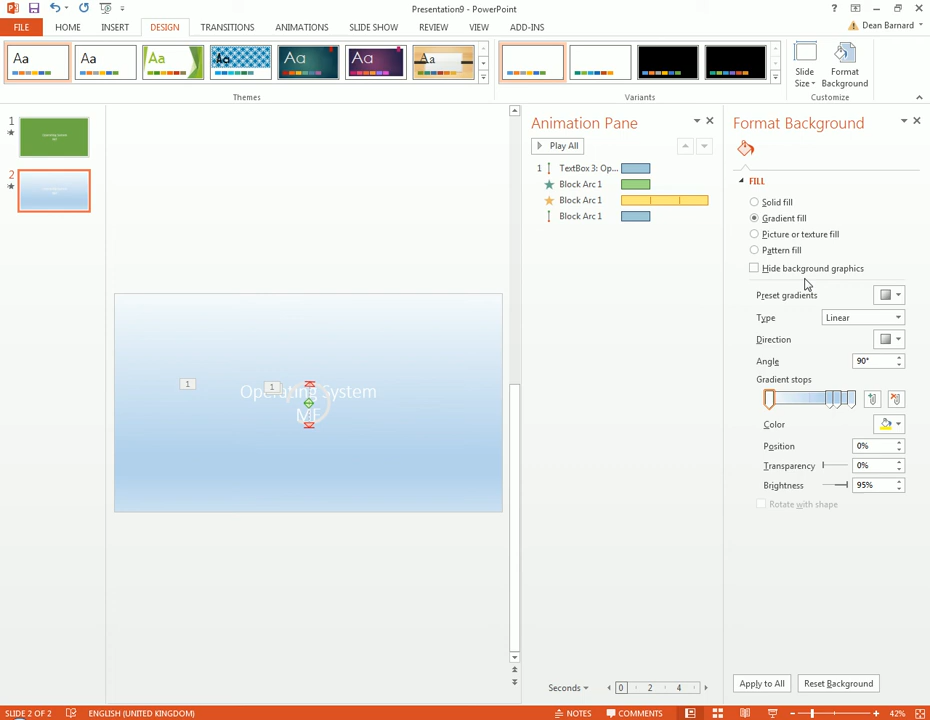 Presentation9 - PowerPoint
FILE HOME INSERT DESIGN TRANSITIONS ANIMATIONS SLIDE SHOW REVIEW VIEW ADD-INS
Dean Barnard
Aa Aa Aa Aa Aa Aa Aa
Slide Size
Format Background
Themes Variants Customize
1
2
Animation Pane
Play All
1 TextBox 3: Op...
Block Arc 1
Block Arc 1
Block Arc 1
Seconds 0 2 4
Operating System
ME
1 1
Format Background
FILL
Solid fill
Gradient fill
Picture or texture fill
Pattern fill
Hide background graphics
Preset gradients
Type Linear
Direction
Angle 90°
Gradient stops
Color
Position 0%
Transparency 0%
Brightness 95%
Rotate with shape
Apply to All Reset Background
SLIDE 2 OF 2 ENGLISH (UNITED KINGDOM) NOTES COMMENTS 42%